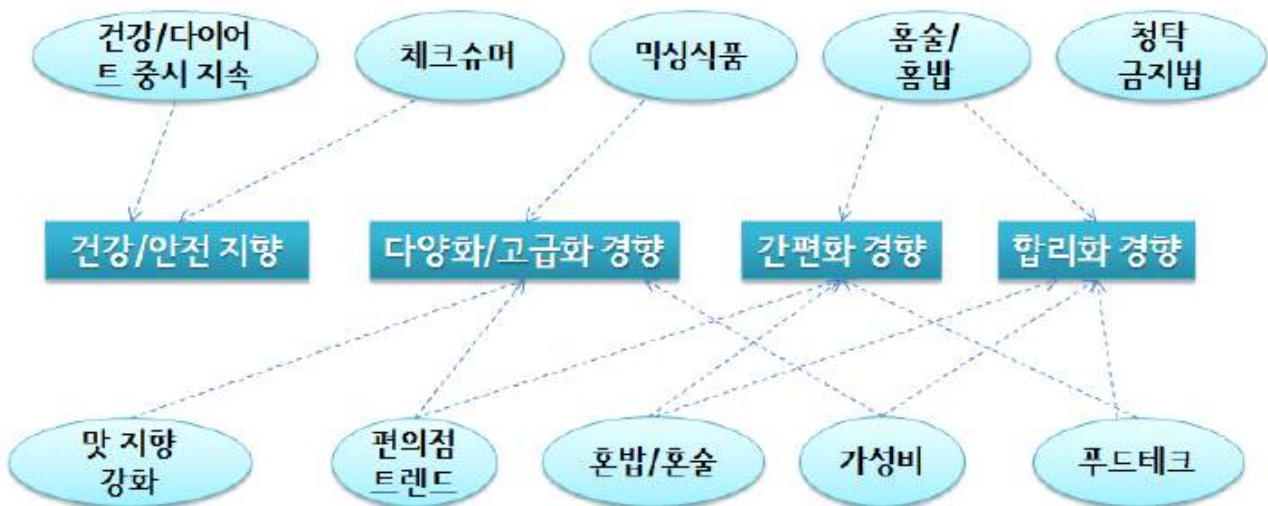 건강/다이어
트 중시 지속
체크슈머
믹싱식품
홈술/
홈밥
청탁
금지법
건강/안전 지향
다양화/고급화 경향
간편화 경향
합리화 경향
맛 지향
강화
편의점
트렌드
혼밥/혼술
가성비
푸드테크